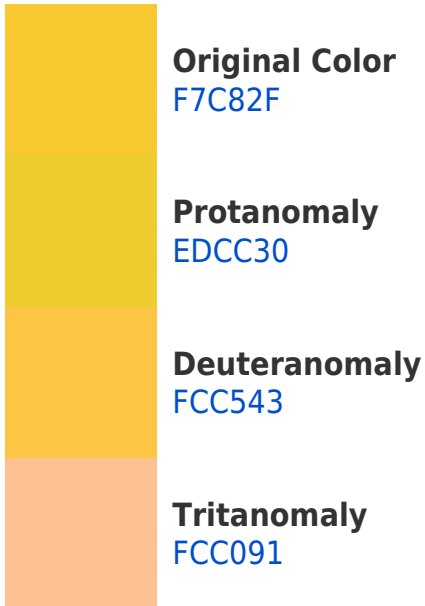 Original Color
F7C82F
Protanomaly
EDCC30
Deuteranomaly
FCC543
Tritanomaly
FCC091